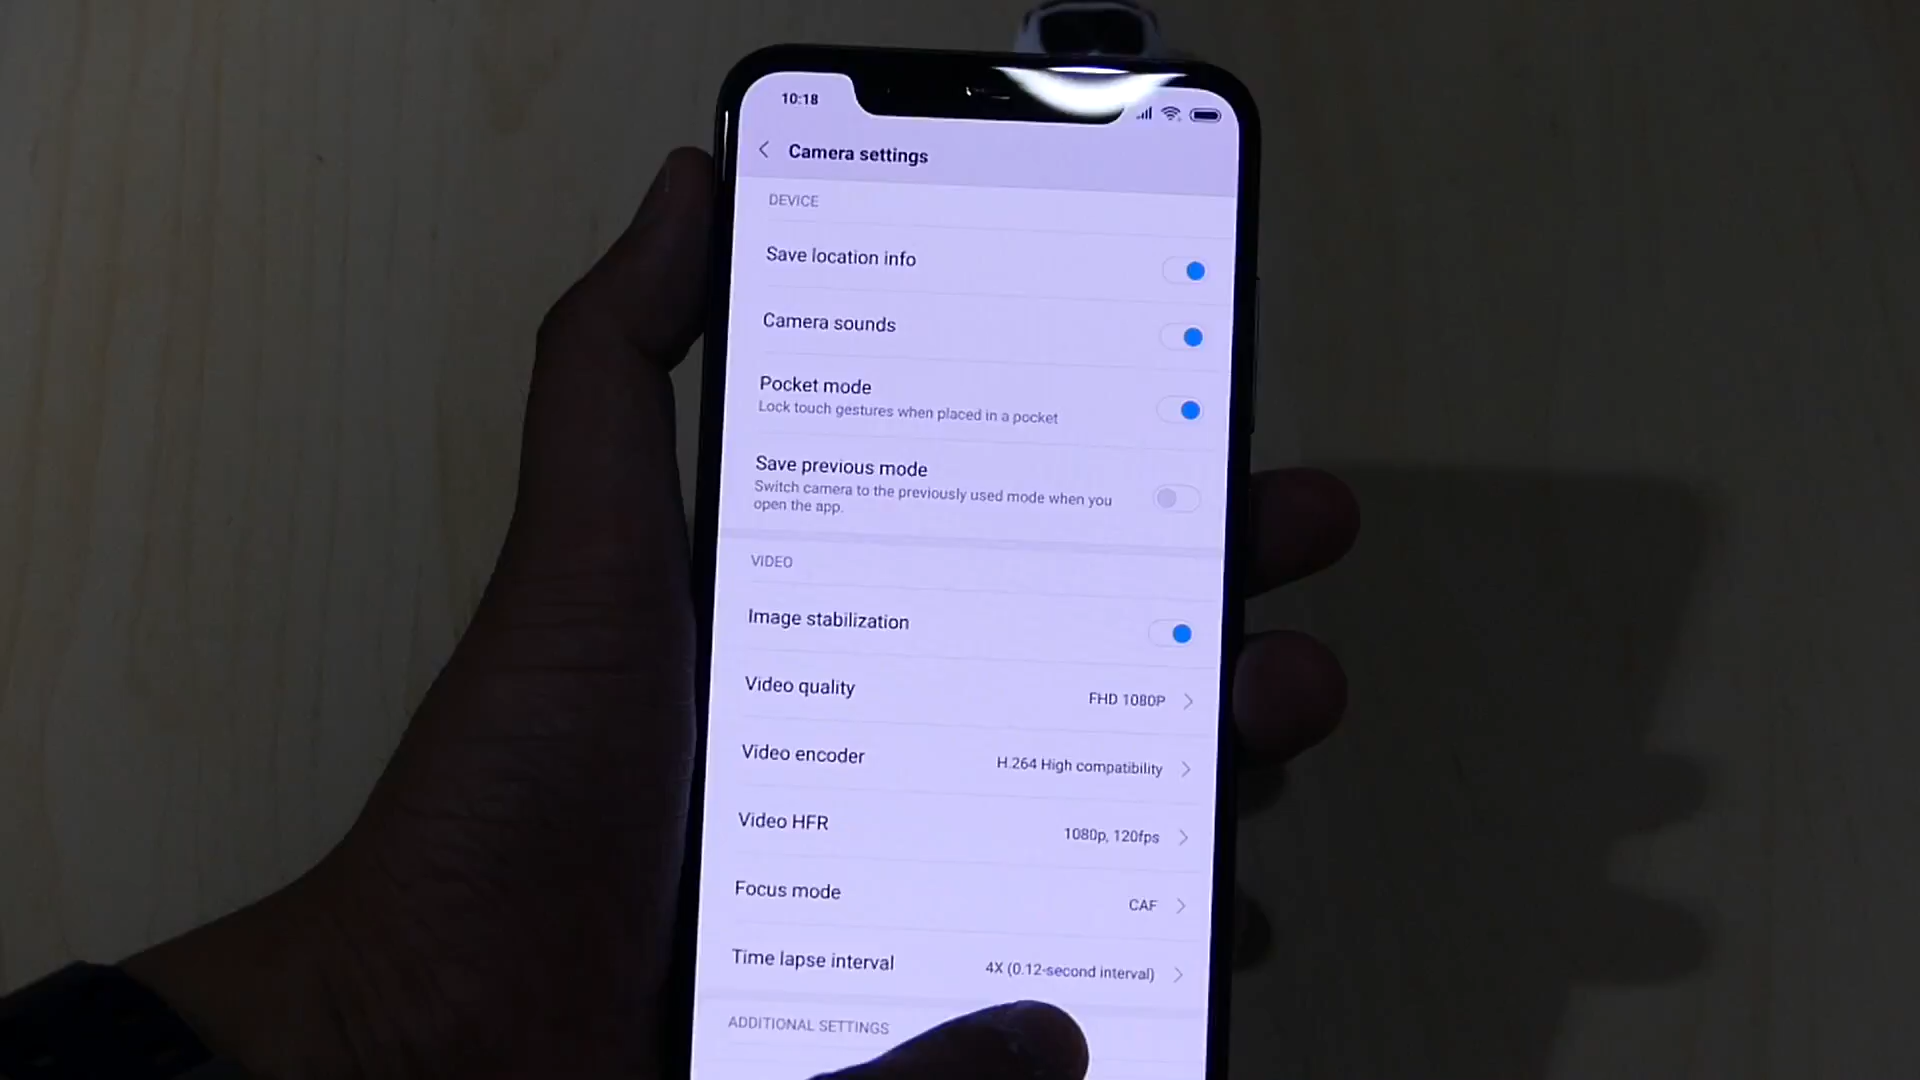 10:18
Camera settings
DEVICE
Save location info
Camera sounds
Pocket mode
Lock touch gestures when placed in a pocket
Save previous mode
Switch camera to the previously used mode when you
open the app.
VIDEO
Image stabilization
Video quality FHD 1080P
Video encoder H.264 High compatibility
Video HFR 1080p, 120fps
Focus mode CAF
Time lapse interval 4X (0.12-second interval)
ADDITIONAL SETTINGS